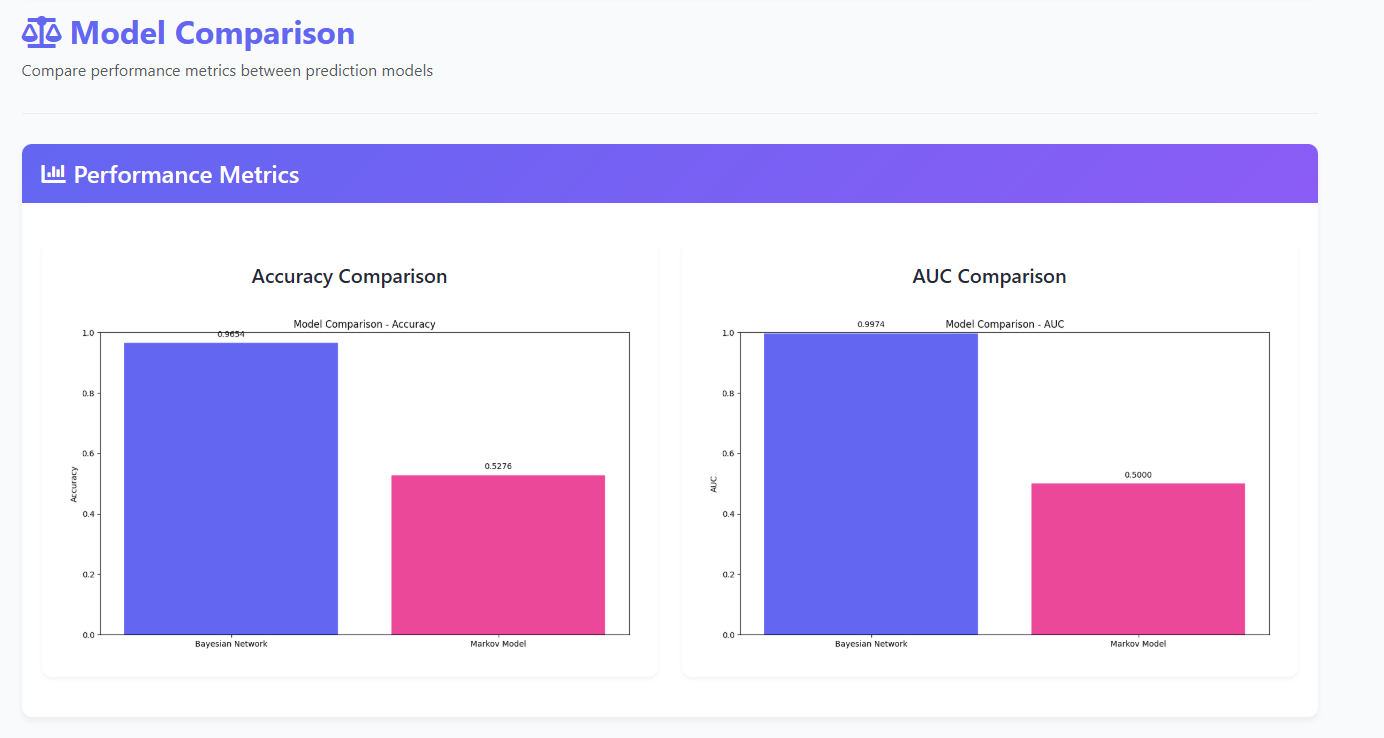 Model Comparison
Compare performance metrics between prediction models
Performance Metrics
Accuracy Comparison
Model Comparison - Accuracy
1.0
0.9654
0.8
0.6
0.5276
0.4
0.2
0.0
Accuracy
Bayesian Network
Markov Model
AUC Comparison
0.9974
Model Comparison - AUC
1.0
0.8
0.6
0.5000
0.4
0.2
0.0
AUC
Bayesian Network
Markov Model